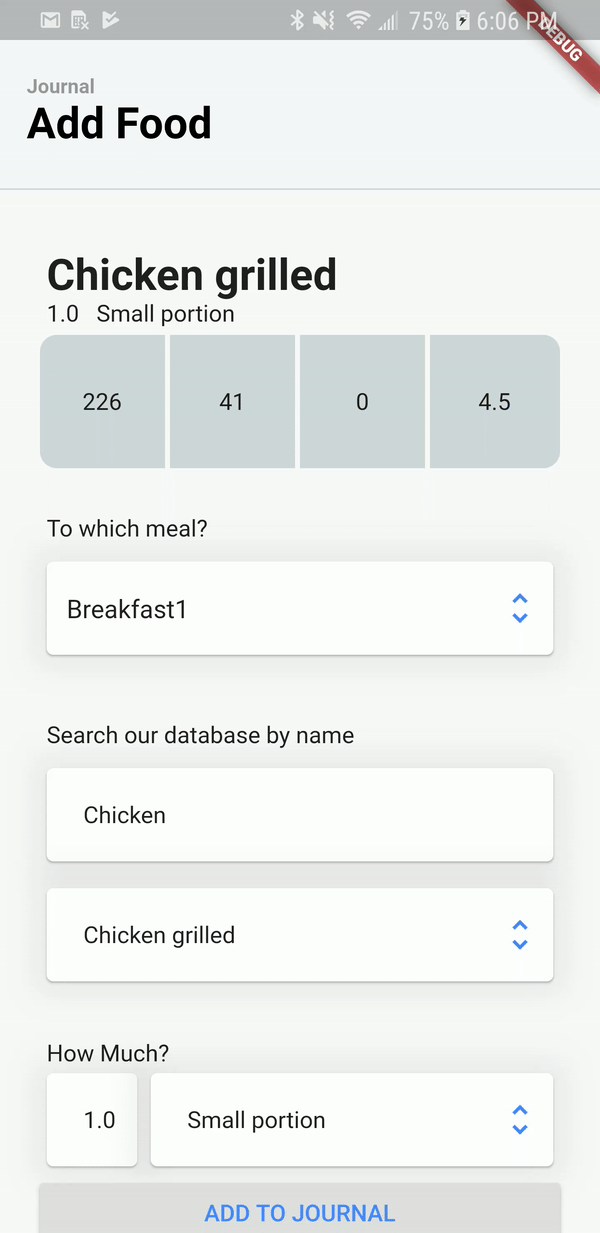 75% 6:06 PM
DEBUG
Journal
Add Food
Chicken grilled
1.0 Small portion
226 41 0 4.5
To which meal?
Breakfast1
Search our database by name
Chicken
Chicken grilled
How Much?
1.0 Small portion
ADD TO JOURNAL